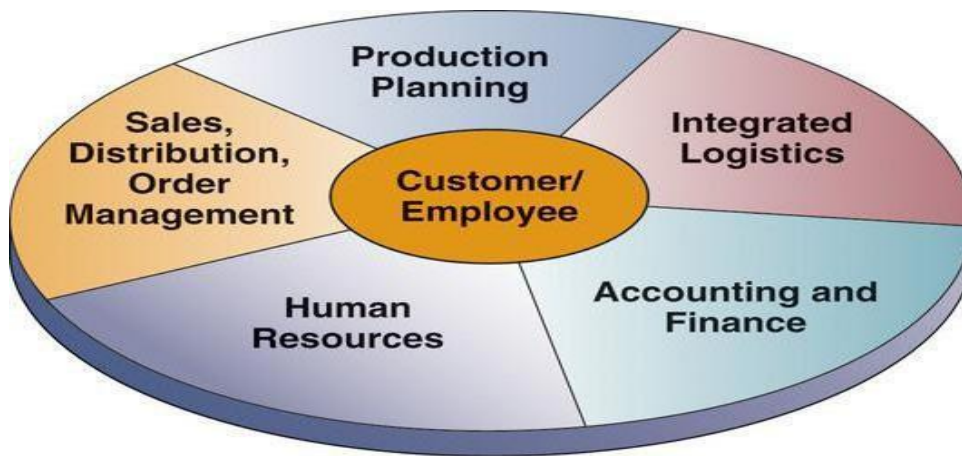 Production
Planning
Integrated
Logistics
Sales,
Distribution,
Order
Management
Customer/
Employee
Human
Resources
Accounting and
Finance